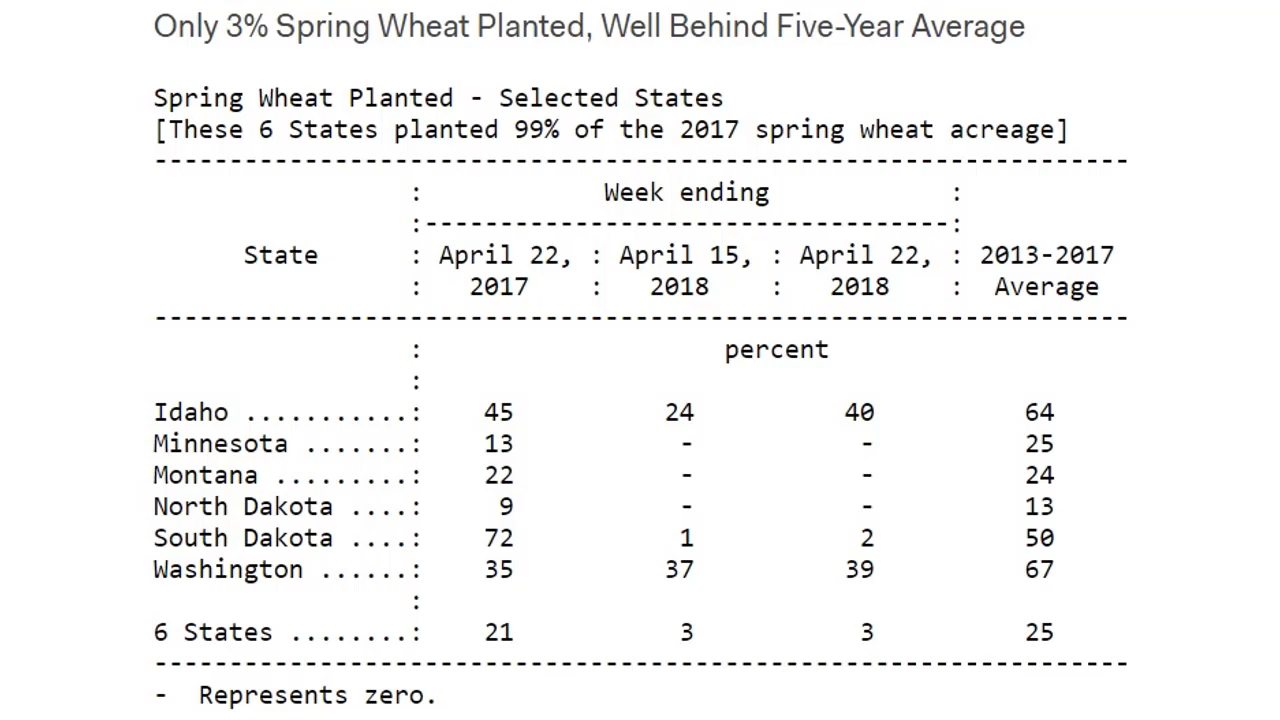 Only 3% Spring Wheat Planted, Well Behind Five-Year Average
Spring Wheat Planted - Selected States
[These 6 States planted 99% of the 2017 spring wheat acreage]
-----------------------------------------------------------------
: Week ending :
:-----------------------------------:
State : April 22, : April 15, : April 22, : 2013-2017
: 2017 : 2018 : 2018 : Average
-----------------------------------------------------------------
: percent
:
Idaho ...........: 45 24 40 64
Minnesota .......: 13 - - 25
Montana .........: 22 - - 24
North Dakota ....: 9 - - 13
South Dakota ....: 72 1 2 50
Washington ......: 35 37 39 67
:
6 States ........: 21 3 3 25
-----------------------------------------------------------------
- Represents zero.